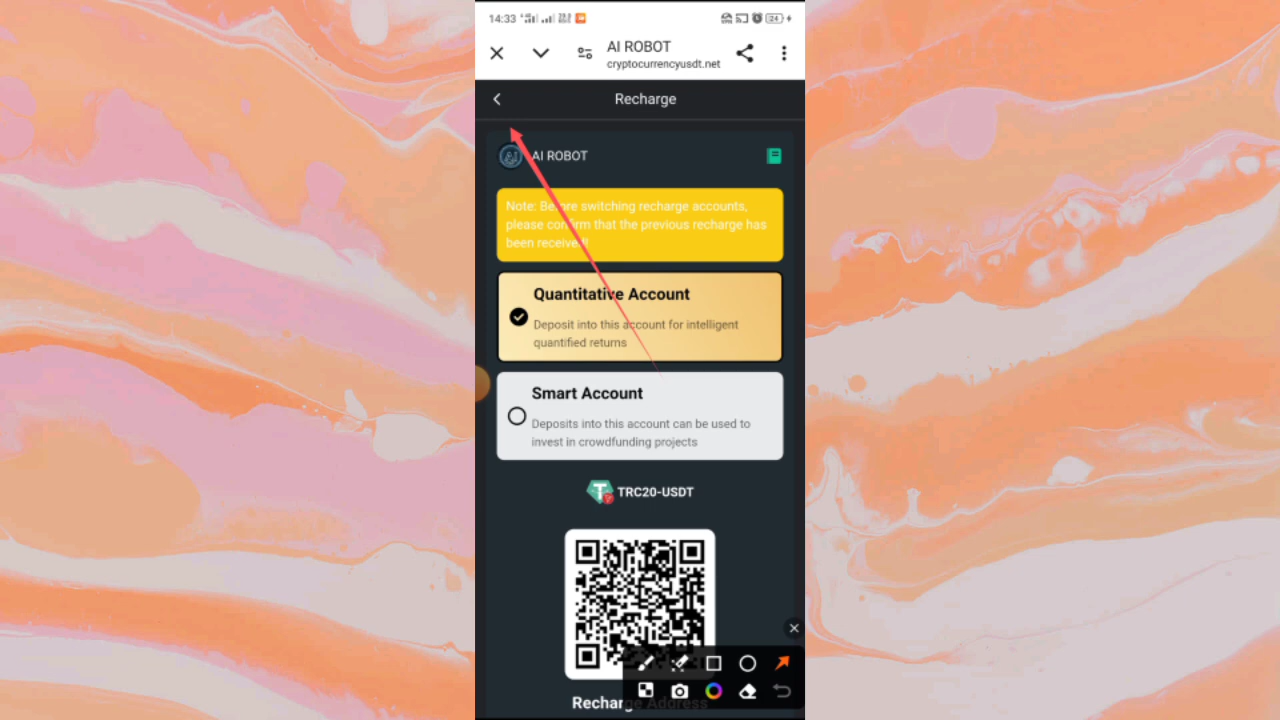 14:33
24
AI ROBOT
cryptocurrencyusdt.net
Recharge
AI ROBOT
Note: Before switching recharge accounts,
please confirm that the previous recharge has
been received!!
Quantitative Account
Deposit into this account for intelligent
quantified returns
Smart Account
Deposits into this account can be used to
invest in crowdfunding projects
TRC20-USDT
Recharge Address